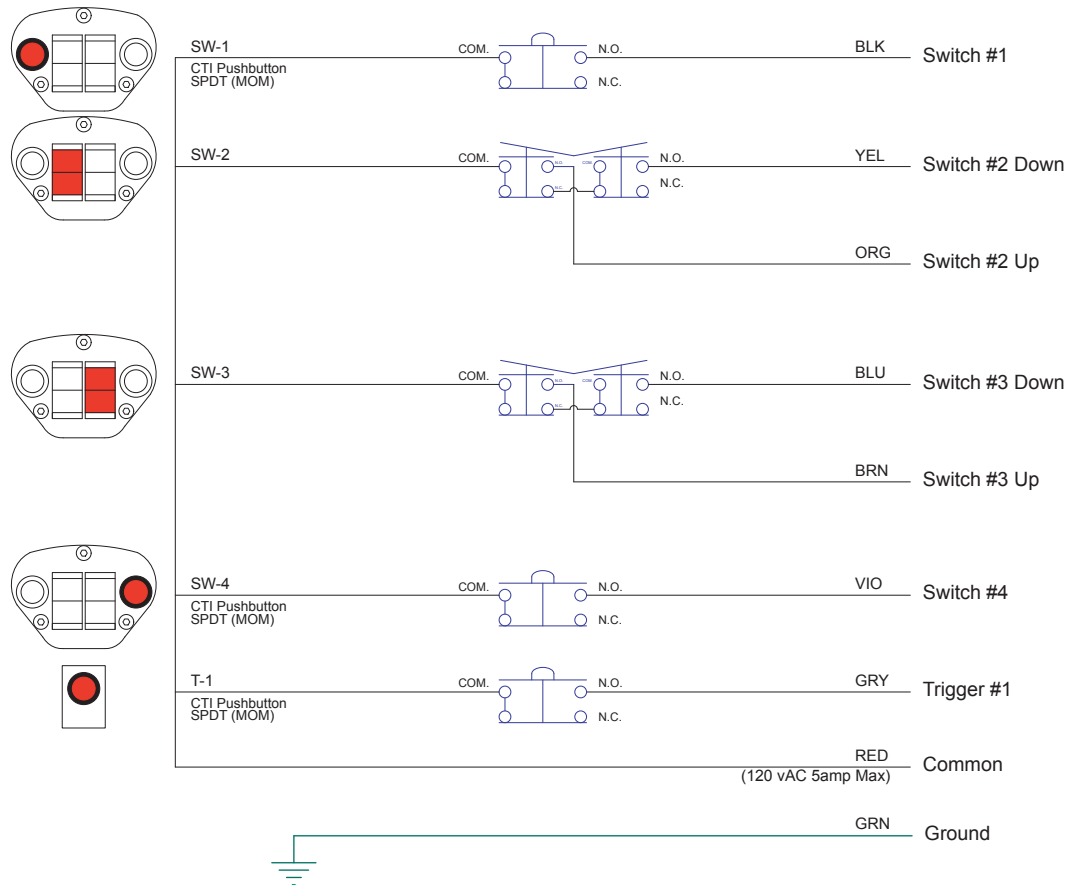 SW-1 COM. N.O. BLK Switch #1
CTI Pushbutton
SPDT (MOM) N.C.
SW-2 COM. N.O. COM. N.O. YEL Switch #2 Down
N.C. N.C.
ORG Switch #2 Up
SW-3 COM. N.O. COM. N.O. BLU Switch #3 Down
N.C. N.C.
BRN Switch #3 Up
SW-4 COM. N.O. VIO Switch #4
CTI Pushbutton
SPDT (MOM) N.C.
T-1 COM. N.O. GRY Trigger #1
CTI Pushbutton
SPDT (MOM) N.C.
RED Common
(120 vAC 5amp Max)
GRN Ground